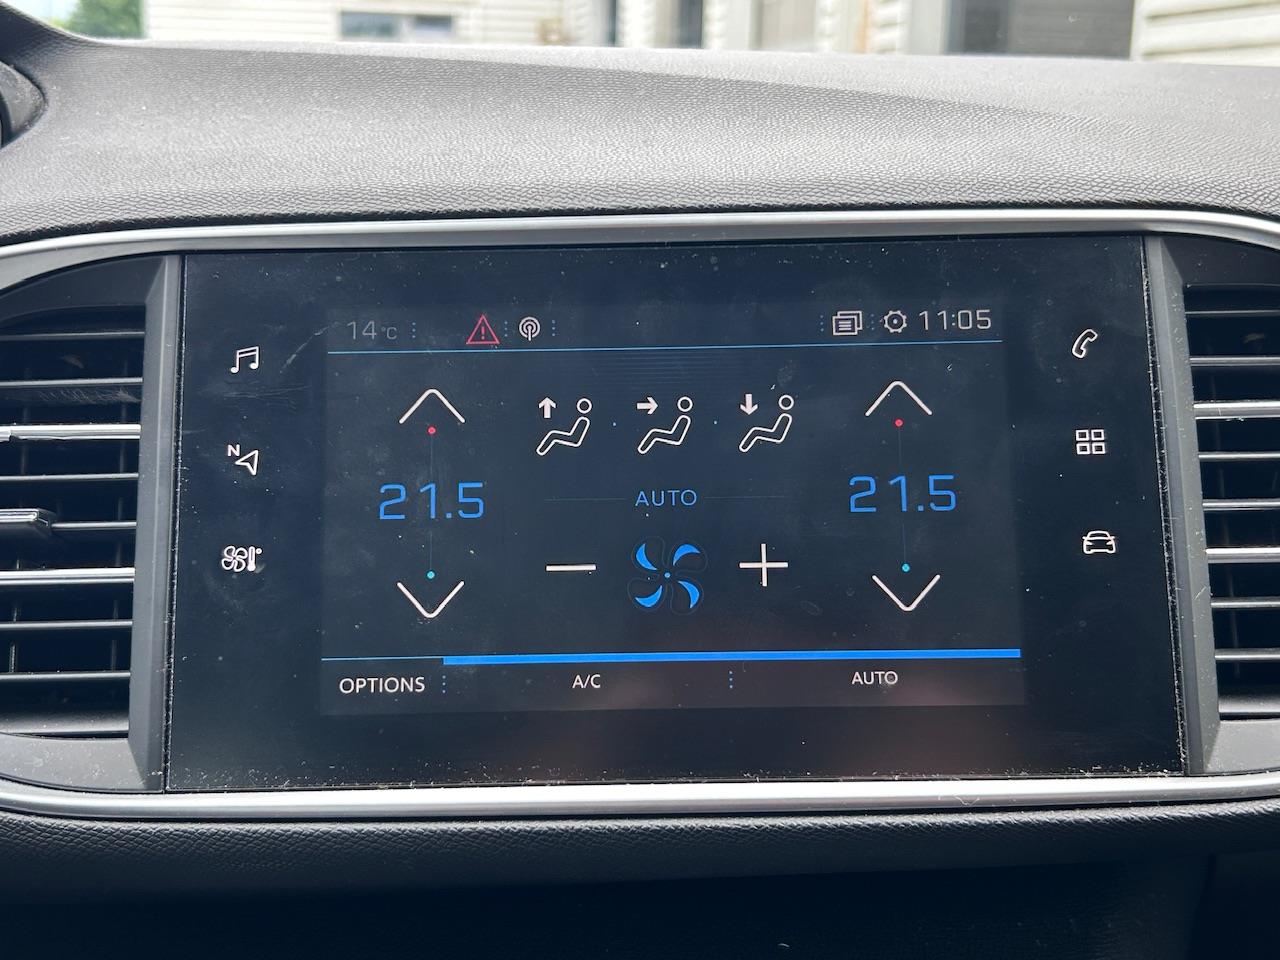 14°C 11:05
N
21.5 AUTO 21.5
OPTIONS A/C AUTO